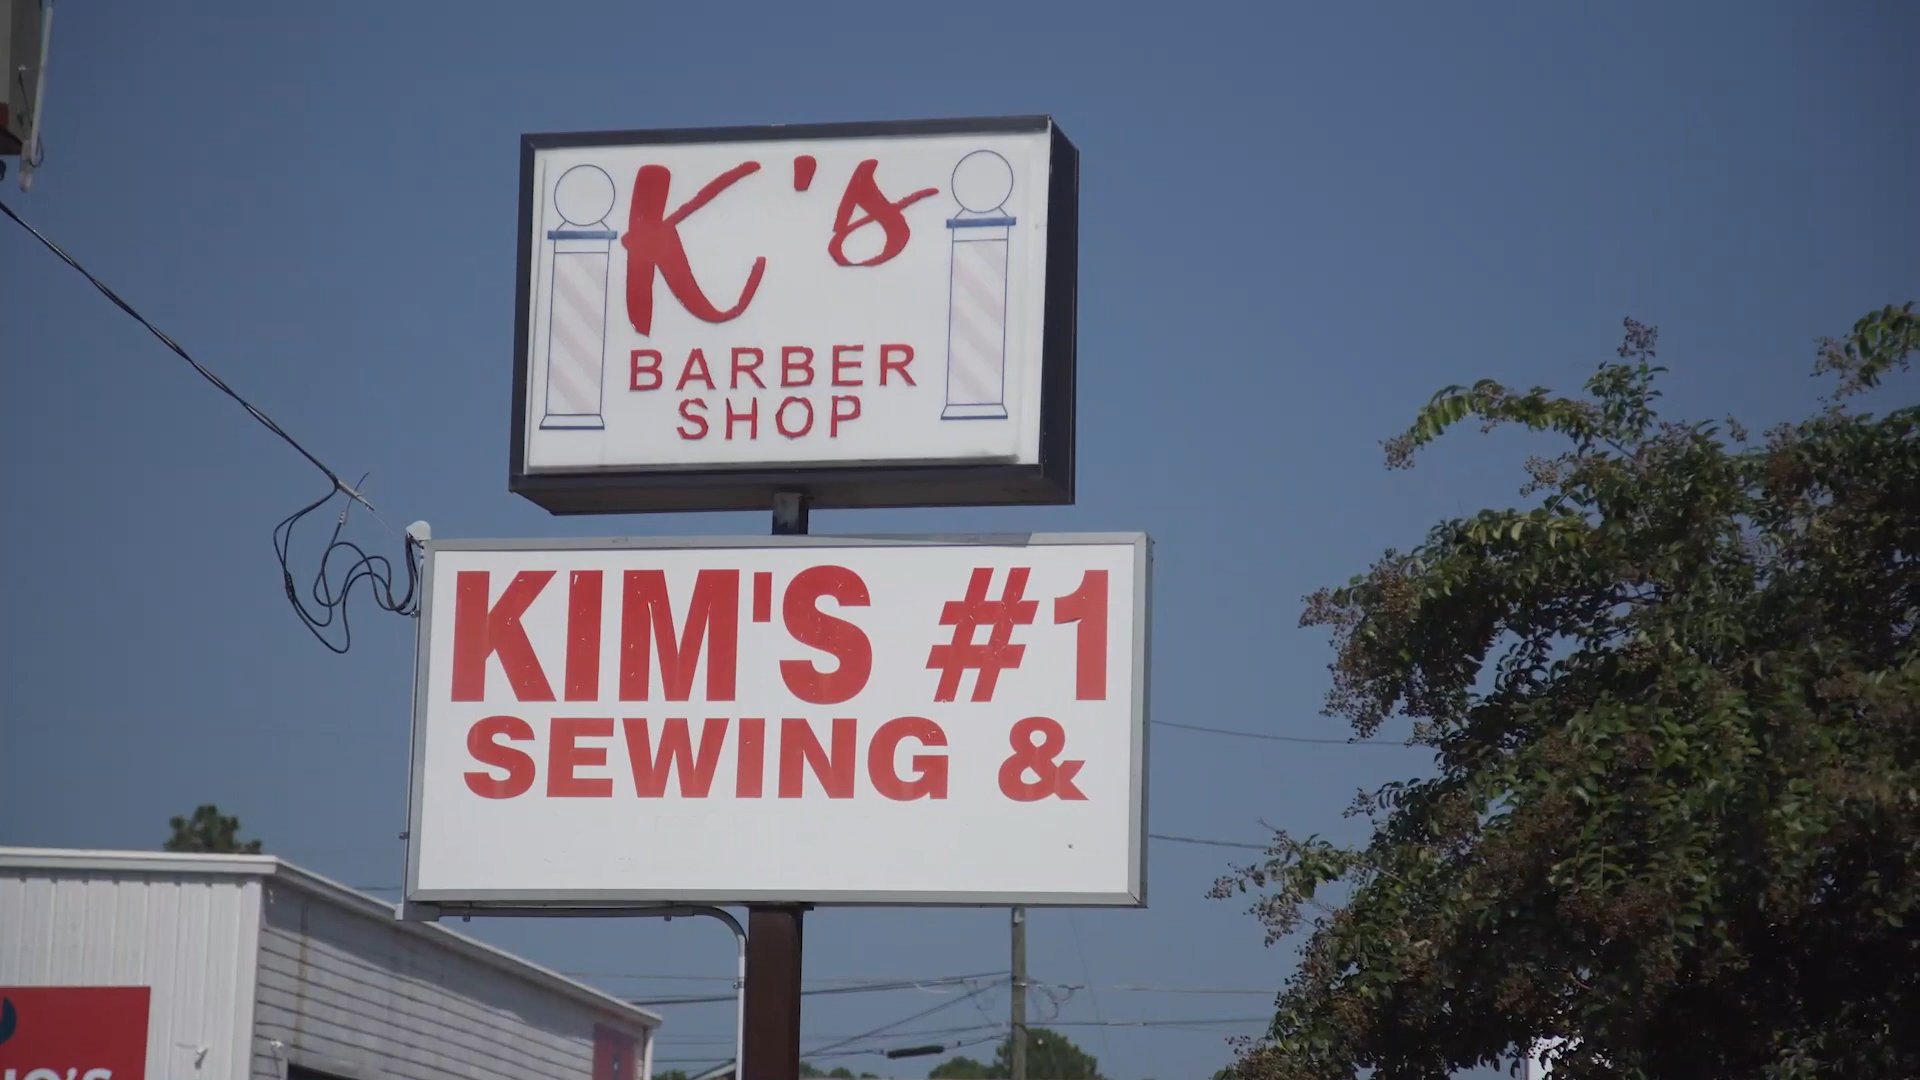 K's
BARBER
SHOP
KIM'S #1
SEWING &